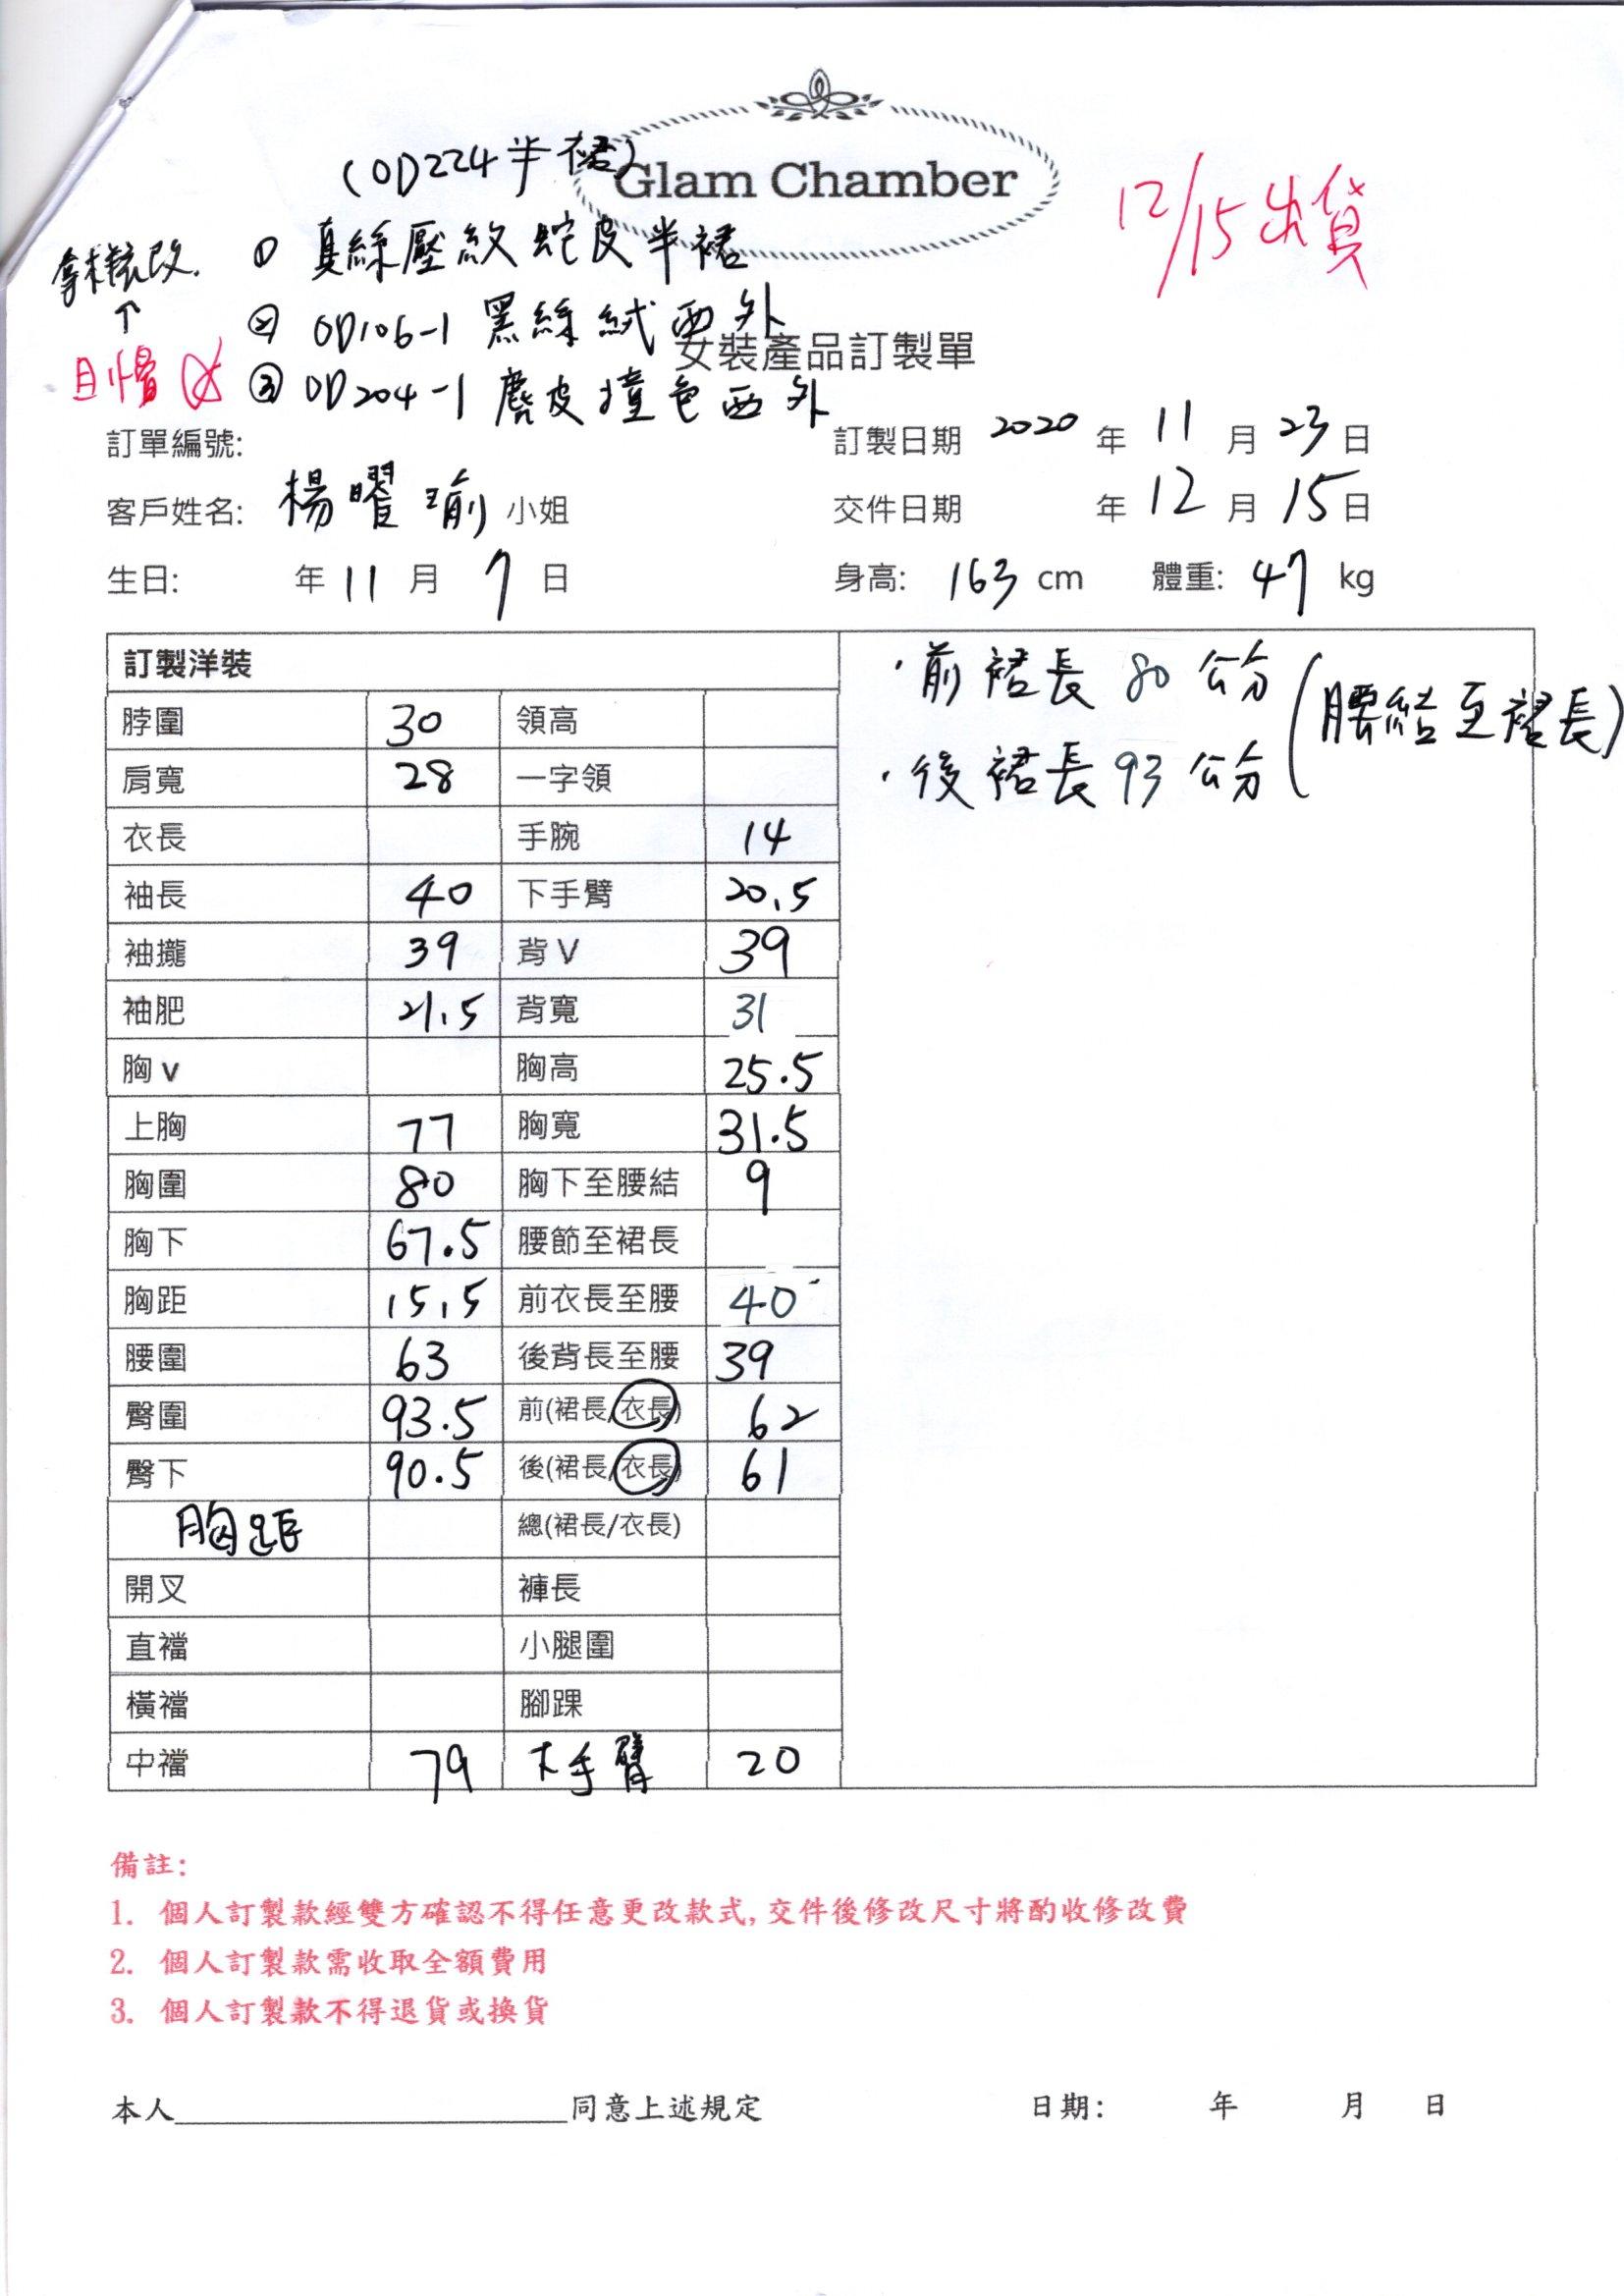 (OD224半裙)
Glam Chamber
12/15出貨
拿樣衣改.
① 真絲壓紋蛇皮半裙
↑
② OD106-1 黑絲絨西外
女裝產品訂製單
③ OD204-1 麂皮撞色西外
訂單編號:
訂製日期 2020 年 11 月 23 日
客戶姓名: 楊曜瑜 小姐
交件日期 年 12 月 15 日
生日: 年 11 月 7 日
身高: 163 cm 體重: 47 kg
訂製洋裝
·前裙長 80 公分
(腰結至裙長)
·後裙長 93 公分
脖圍 30 領高
肩寬 28 一字領
衣長 手腕 14
袖長 40 下手臂 20.5
袖攏 39 背V 39
袖肥 21.5 背寬 31
胸v 胸高 25.5
上胸 77 胸寬 31.5
胸圍 80 胸下至腰結 9
胸下 67.5 腰節至裙長
胸距 15.5 前衣長至腰 40
腰圍 63 後背長至腰 39
臀圍 93.5 前(裙長/衣長) 62
臀下 90.5 後(裙長/衣長) 61
胸距 總(裙長/衣長)
開叉 褲長
直襠 小腿圍
橫襠 腳踝
中襠 79 大手臂 20
備註:
1. 個人訂製款經雙方確認不得任意更改款式,交件後修改尺寸將酌收修改費
2. 個人訂製款需收取全額費用
3. 個人訂製款不得退貨或換貨
本人____________________同意上述規定 日期: 年 月 日